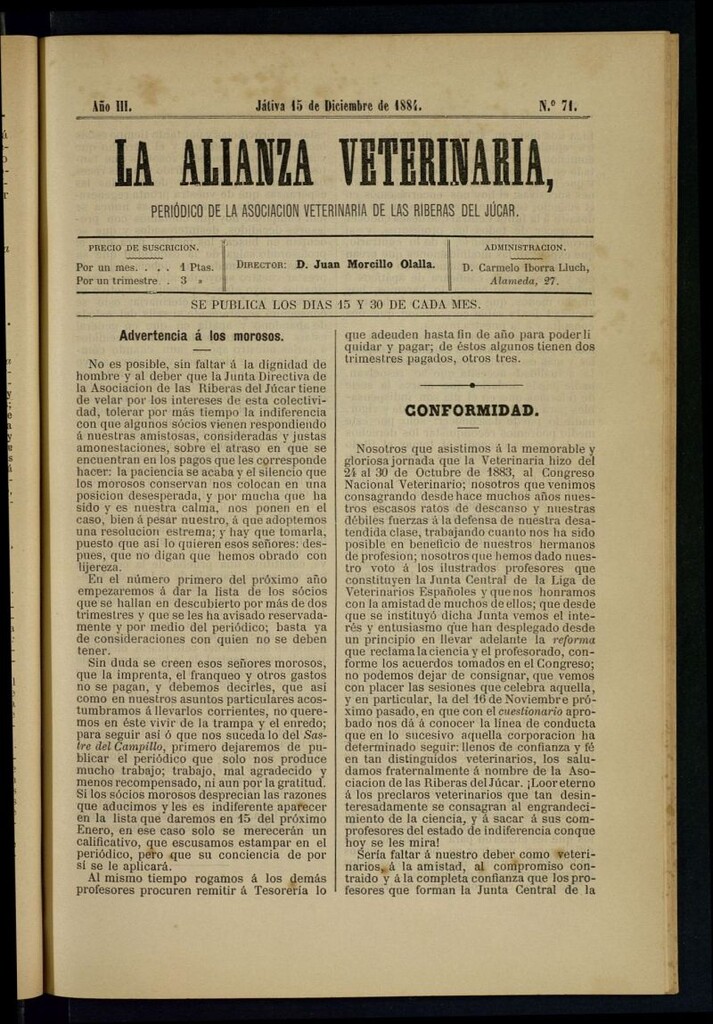 Año III.
Játiva 15 de Diciembre de 1884.
N.º 71.
LA ALIANZA VETERINARIA,
PERIÓDICO DE LA ASOCIACION VETERINARIA DE LAS RIBERAS DEL JÚCAR.
PRECIO DE SUSCRICION.
Por un mes. . . . 1 Ptas.
Por un trimestre . 3 »
DIRECTOR: D. Juan Morcillo Olalla.
ADMINISTRACION.
D. Carmelo Iborra Lluch,
Alameda, 27.
SE PUBLICA LOS DIAS 15 Y 30 DE CADA MES.
Advertencia á los morosos.
No es posible, sin faltar á la dignidad de
hombre y al deber que la Junta Directiva de
la Asociacion de las Riberas del Júcar tiene
de velar por los intereses de esta colectivi-
dad, tolerar por más tiempo la indiferencia
con que algunos sócios vienen respondiendo
á nuestras amistosas, consideradas y justas
amonestaciones, sobre el atraso en que se
encuentran en los pagos que les corresponde
hacer: la paciencia se acaba y el silencio que
los morosos conservan nos colocan en una
posicion desesperada, y por mucha que ha
sido y es nuestra calma, nos ponen en el
caso, bien á pesar nuestro, á que adoptemos
una resolucion estrema; y hay que tomarla,
puesto que así lo quieren esos señores: des-
pues, que no digan que hemos obrado con
lijereza.
En el número primero del próximo año
empezaremos á dar la lista de los sócios
que se hallan en descubierto por más de dos
trimestres y que se les ha avisado reservada-
mente y por medio del periódico; basta ya
de consideraciones con quien no se deben
tener.
Sin duda se creen esos señores morosos,
que la imprenta, el franqueo y otros gastos
no se pagan, y debemos decirles, que así
como en nuestros asuntos particulares acos-
tumbramos á llevarlos corrientes, no quere-
mos en éste vivir de la trampa y el enredo;
para seguir así ó que nos suceda lo del Sas-
tre del Campillo, primero dejaremos de pu-
blicar el periódico que solo nos produce
mucho trabajo; trabajo, mal agradecido y
menos recompensado, ni aun por la gratitud.
Si los sócios morosos desprecian las razones
que aducimos y les es indiferente aparecer
en la lista que daremos en 15 del próximo
Enero, en ese caso solo se merecerán un
calificativo, que escusamos estampar en el
periódico, pero que su conciencia de por
sí se le aplicará.
Al mismo tiempo rogamos á los demás
profesores procuren remitir á Tesorería lo
que adeuden hasta fin de año para poder li
quidar y pagar; de éstos algunos tienen dos
trimestres pagados, otros tres.
CONFORMIDAD.
Nosotros que asistimos á la memorable y
gloriosa jornada que la Veterinaria hizo del
24 al 30 de Octubre de 1883, al Congreso
Nacional Veterinario; nosotros que venimos
consagrando desde hace muchos años nues-
tros escasos ratos de descanso y nuestras
débiles fuerzas á la defensa de nuestra desa-
tendida clase, trabajando cuanto nos ha sido
posible en beneficio de nuestros hermanos
de profesion; nosotros que hemos dado nues-
tro voto á los ilustrados profesores que
constituyen la Junta Central de la Liga de
Veterinarios Españoles y que nos honramos
con la amistad de muchos de ellos; que desde
que se instituyó dicha Junta vemos el inte-
rés y entusiasmo que han desplegado desde
un principio en llevar adelante la reforma
que reclama la ciencia y el profesorado, con-
forme los acuerdos tomados en el Congreso;
no podemos dejar de consignar, que vemos
con placer las sesiones que celebra aquella,
y en particular, la del 16 de Noviembre pró-
ximo pasado, en que con el cuestionario apro-
bado nos dá á conocer la línea de conducta
que en lo sucesivo aquella corporacion ha
determinado seguir: llenos de confianza y fé
en tan distinguidos veterinarios, los salu-
damos fraternalmente á nombre de la Aso-
ciacion de las Riberas del Júcar. ¡Loor eterno
á los preclaros veterinarios que tan desin-
teresadamente se consagran al engrandeci-
miento de la ciencia, y á sacar á sus com-
profesores del estado de indiferencia con que
hoy se les mira!
Sería faltar á nuestro deber como veteri-
narios, á la amistad, al compromiso con-
traido y á la completa confianza que los pro-
fesores que forman la Junta Central de la